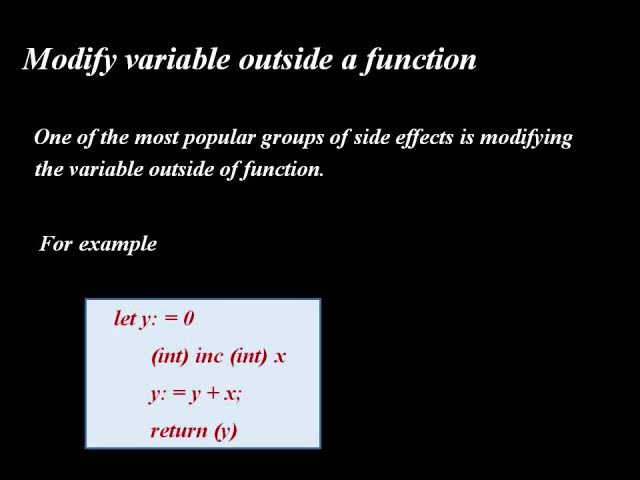 Modify variable outside a function
One of the most popular groups of side effects is modifying
the variable outside of function.
For example
let y: = 0
(int) inc (int) x
y: = y + x;
return (y)